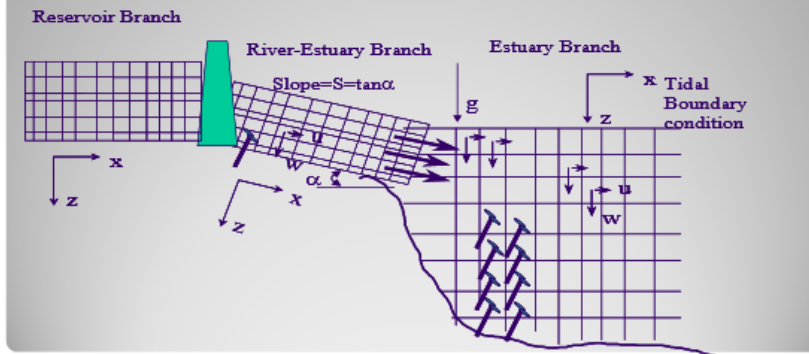 Reservoir Branch
River-Estuary Branch
Estuary Branch
Slope=S=tanα
g
x
Tidal
Boundary
condition
z
u
w
x
z
α
x
z
u
w